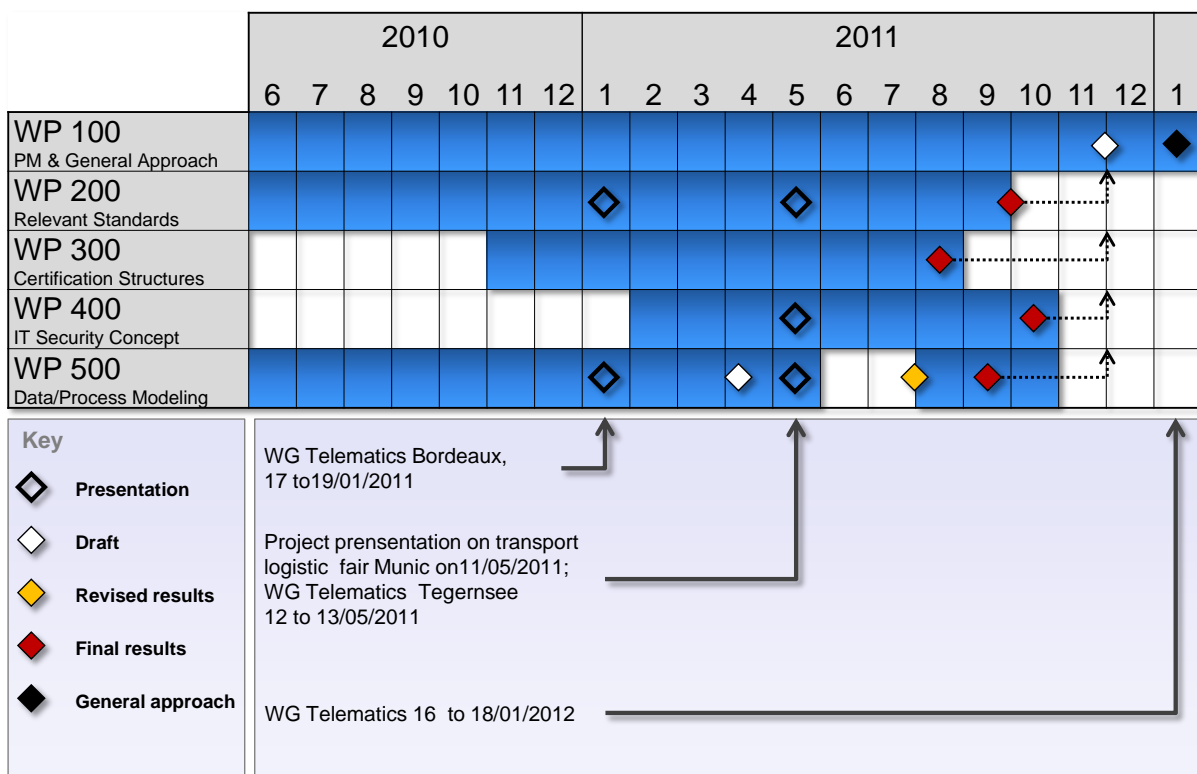 2010 2011
6 7 8 9 10 11 12 1 2 3 4 5 6 7 8 9 10 11 12 1
WP 100
PM & General Approach
WP 200
Relevant Standards
WP 300
Certification Structures
WP 400
IT Security Concept
WP 500
Data/Process Modeling
Key
Presentation
Draft
Revised results
Final results
General approach
WG Telematics Bordeaux,
17 to19/01/2011
Project prensentation on transport
logistic fair Munic on11/05/2011;
WG Telematics Tegernsee
12 to 13/05/2011
WG Telematics 16 to 18/01/2012